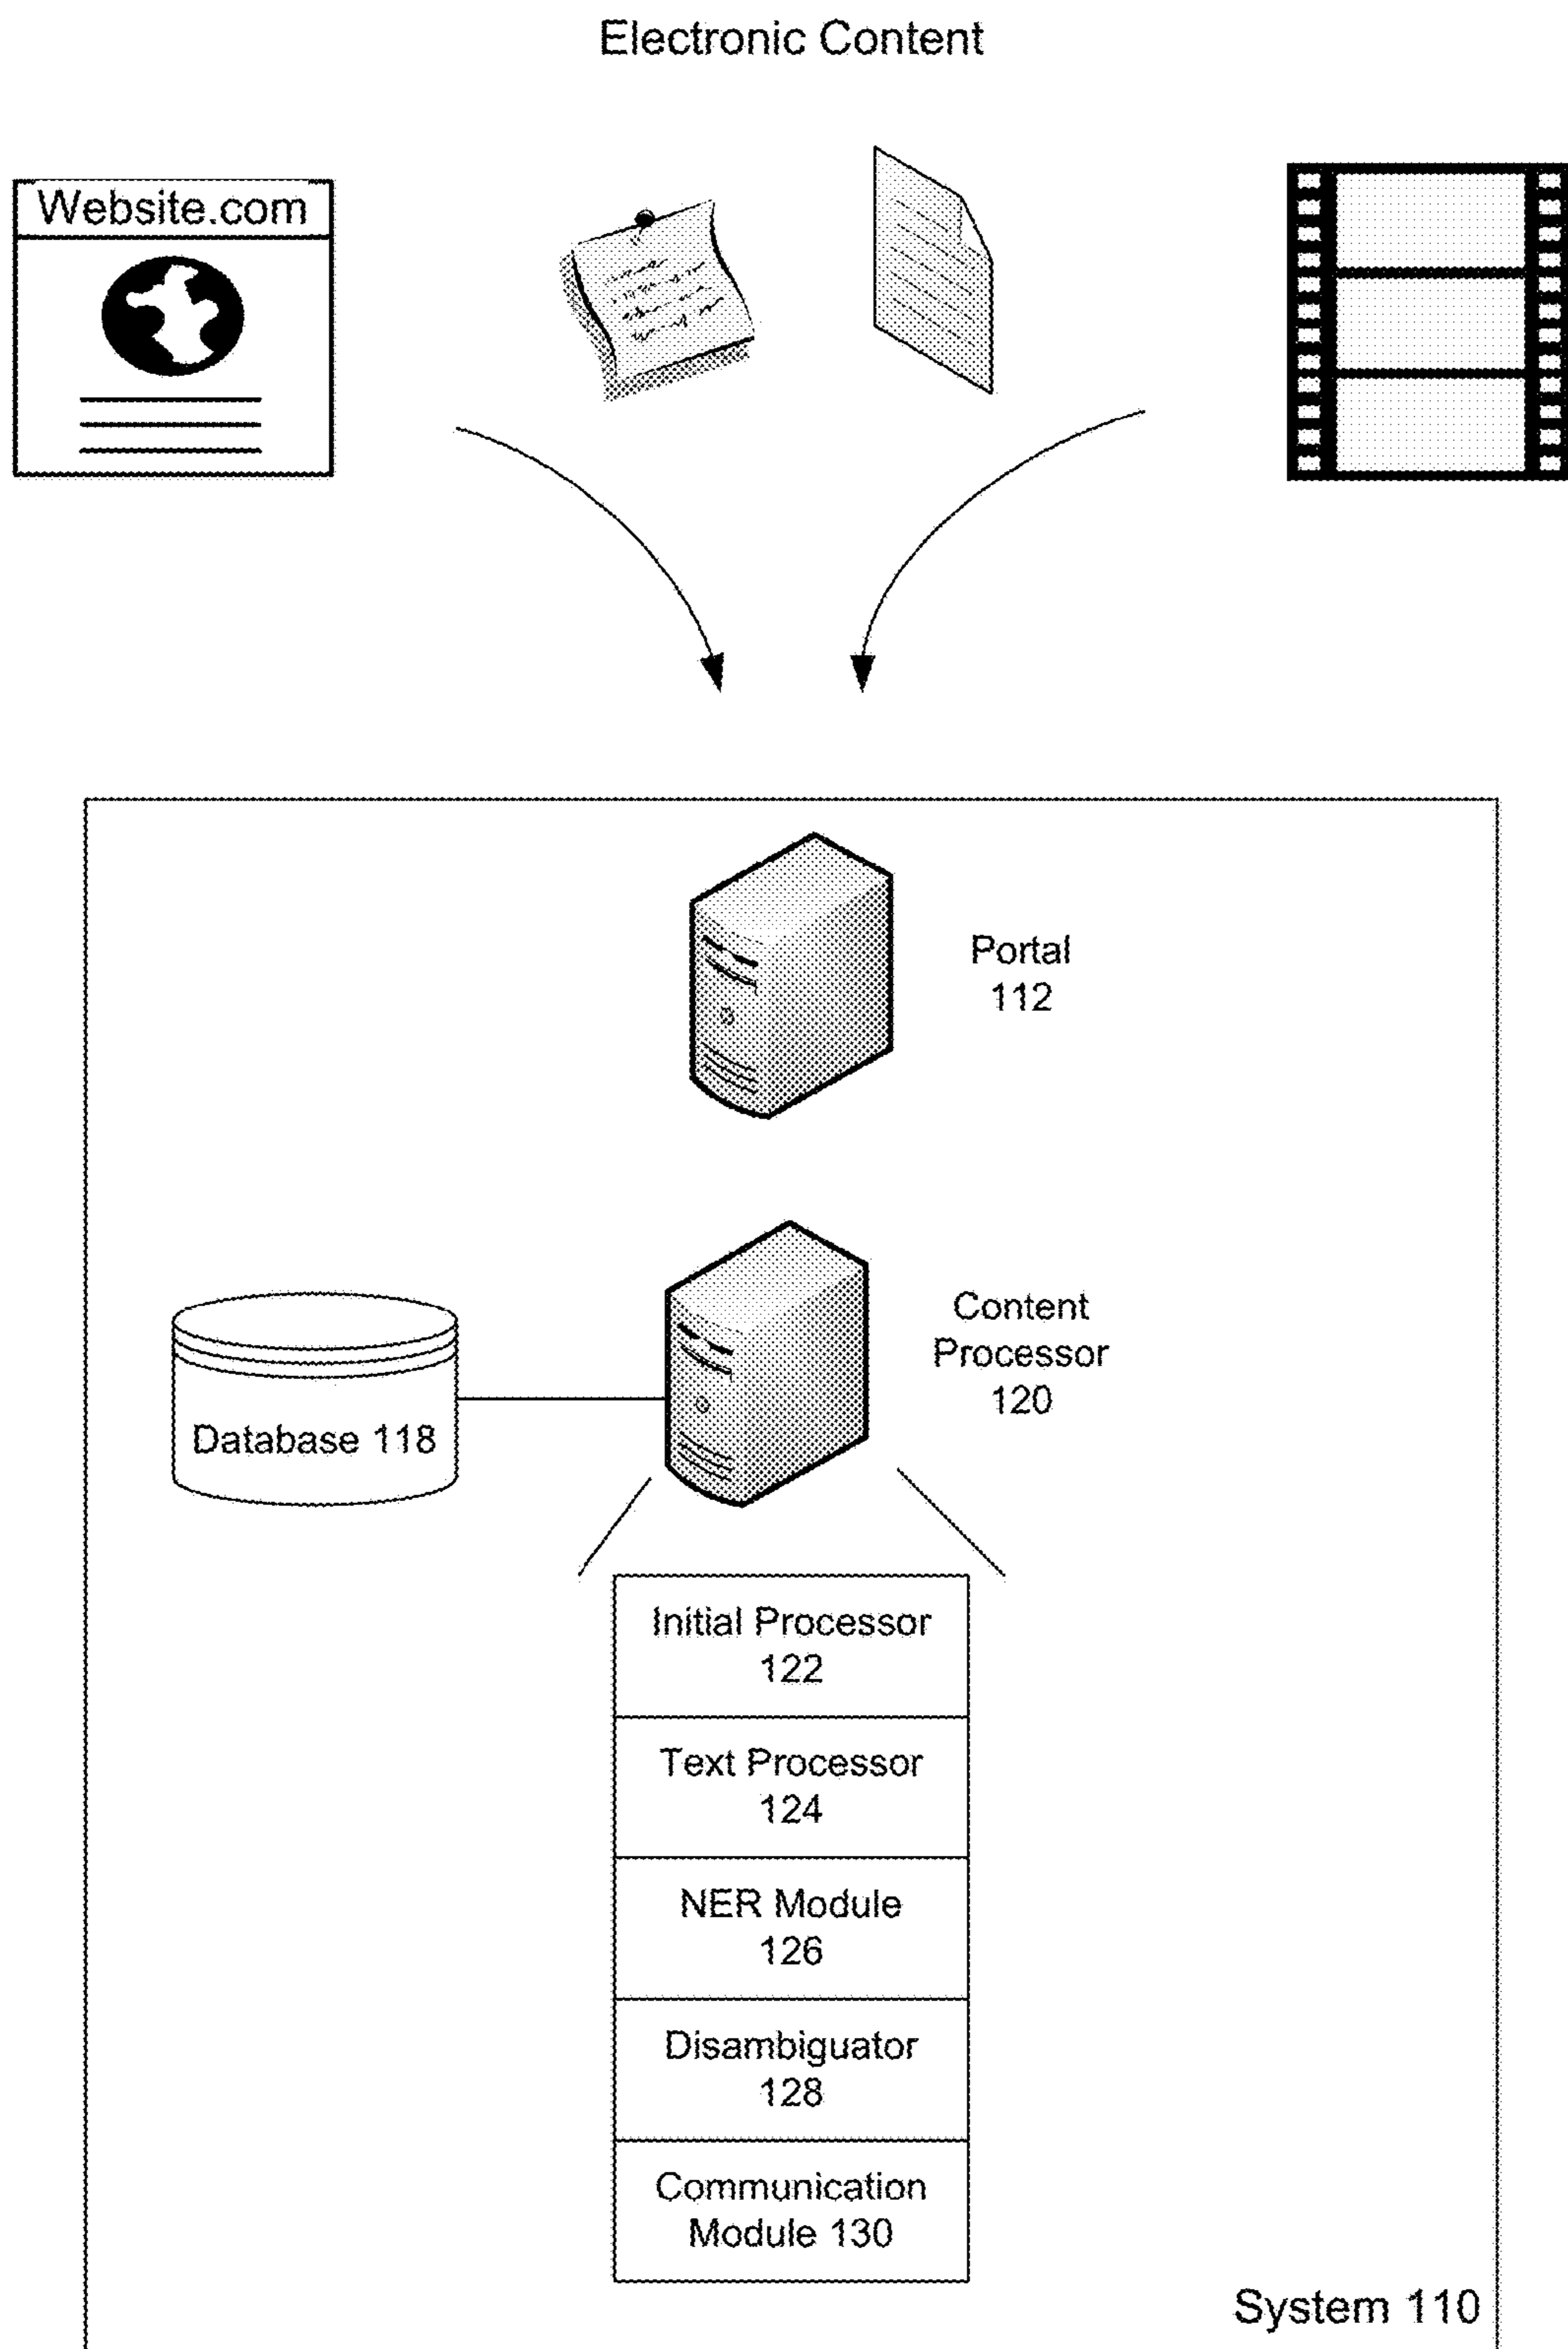 Electronic Content
Website.com
Portal
112
Content
Processor
120
Database 118
Initial Processor
122
Text Processor
124
NER Module
126
Disambiguator
128
Communication
Module 130
System 110